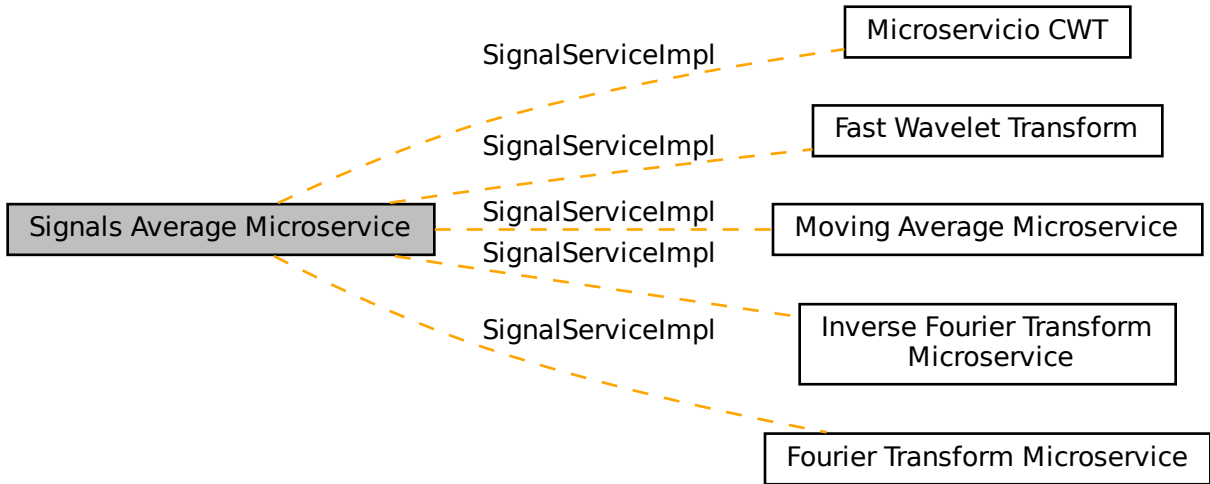 Microservicio CWT
SignalServiceImpl
Fast Wavelet Transform
SignalServiceImpl
Signals Average Microservice
SignalServiceImpl
Moving Average Microservice
SignalServiceImpl
Inverse Fourier Transform
Microservice
SignalServiceImpl
Fourier Transform Microservice